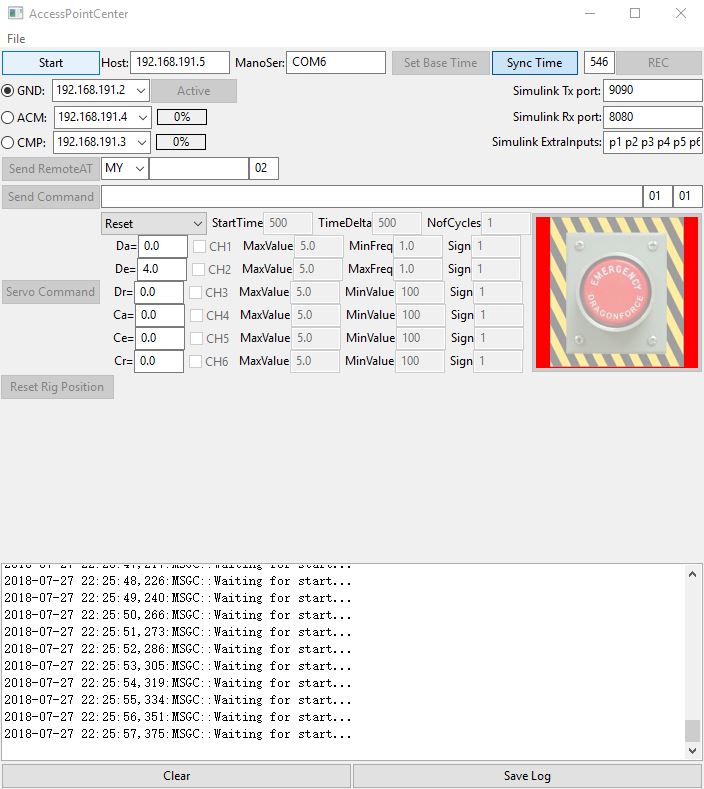 AccessPointCenter
File
Start Host: 192.168.191.5 ManoSer: COM6 Set Base Time Sync Time 546 REC
GND: 192.168.191.2 Active Simulink Tx port: 9090
ACM: 192.168.191.4 0% Simulink Rx port: 8080
CMP: 192.168.191.3 0% Simulink ExtraInputs: p1 p2 p3 p4 p5 p6
Send RemoteAT MY 02
Send Command 01 01
Reset StartTime 500 TimeDelta 500 NofCycles 1
Da= 0.0 CH1 MaxValue 5.0 MinFreq 1.0 Sign 1
De= 4.0 CH2 MaxValue 5.0 MaxFreq 1.0 Sign 1
Servo Command Dr= 0.0 CH3 MaxValue 5.0 MinValue 100 Sign 1
Ca= 0.0 CH4 MaxValue 5.0 MinValue 100 Sign 1
Ce= 0.0 CH5 MaxValue 5.0 MinValue 100 Sign 1
Cr= 0.0 CH6 MaxValue 5.0 MinValue 100 Sign 1
EMERGENCY
DRAGONFORCE
Reset Rig Position
2018-07-27 22:25:47,217:MSGC::Waiting for start...
2018-07-27 22:25:48,226:MSGC::Waiting for start...
2018-07-27 22:25:49,240:MSGC::Waiting for start...
2018-07-27 22:25:50,266:MSGC::Waiting for start...
2018-07-27 22:25:51,273:MSGC::Waiting for start...
2018-07-27 22:25:52,286:MSGC::Waiting for start...
2018-07-27 22:25:53,305:MSGC::Waiting for start...
2018-07-27 22:25:54,319:MSGC::Waiting for start...
2018-07-27 22:25:55,334:MSGC::Waiting for start...
2018-07-27 22:25:56,351:MSGC::Waiting for start...
2018-07-27 22:25:57,375:MSGC::Waiting for start...
Clear Save Log